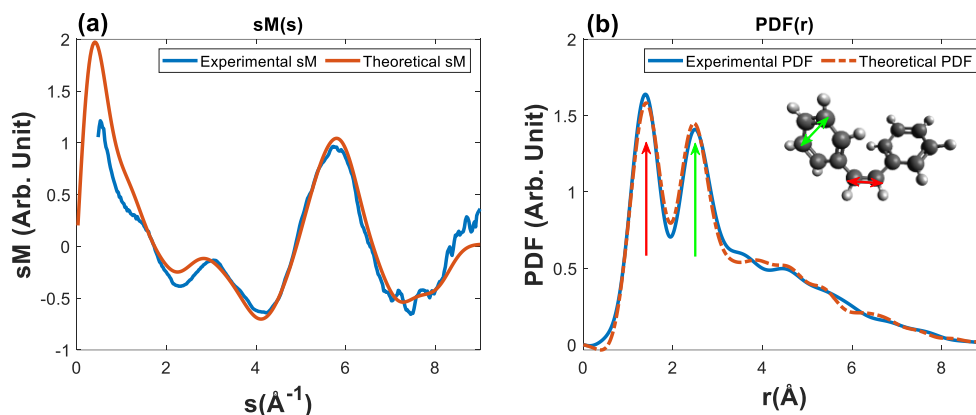 (a)
sM(s)
Experimental sM
Theoretical sM
sM (Arb. Unit)
2
1.5
1
0.5
0
-0.5
-1
0 2 4 6 8
s(Å⁻¹)
(b)
PDF(r)
Experimental PDF
Theoretical PDF
PDF (Arb. Unit)
2
1.5
1
0.5
0
0 2 4 6 8
r(Å)